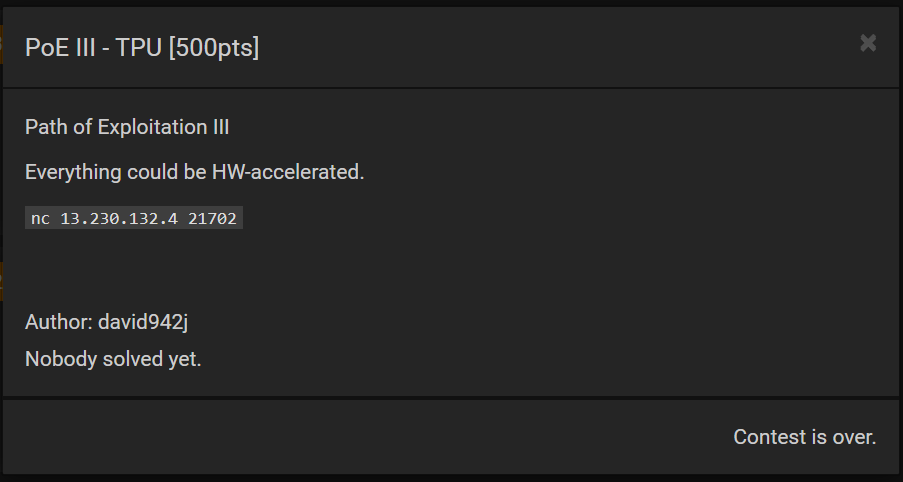 PoE III - TPU [500pts]
×
Path of Exploitation III
Everything could be HW-accelerated.
nc 13.230.132.4 21702
Author: david942j
Nobody solved yet.
Contest is over.